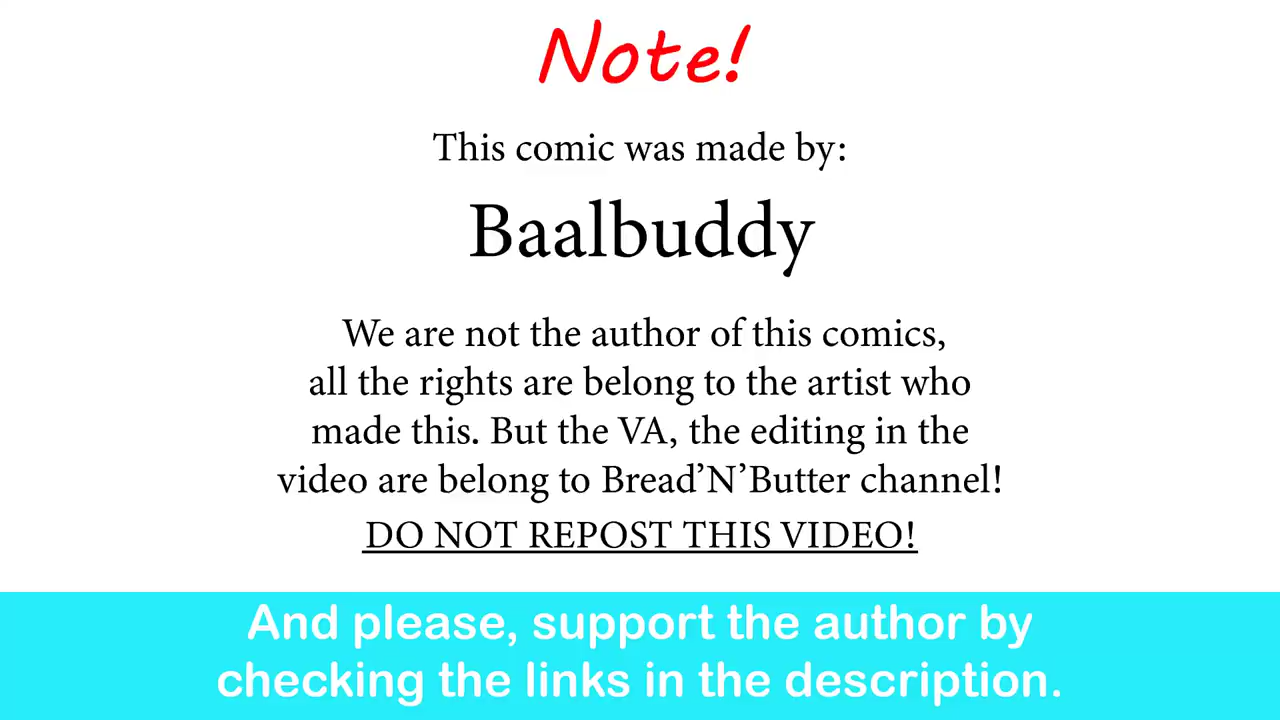 Note!
This comic was made by:
Baalbuddy
We are not the author of this comics,
all the rights are belong to the artist who
made this. But the VA, the editing in the
video are belong to Bread’N’Butter channel!
DO NOT REPOST THIS VIDEO!
And please, support the author by
checking the links in the description.